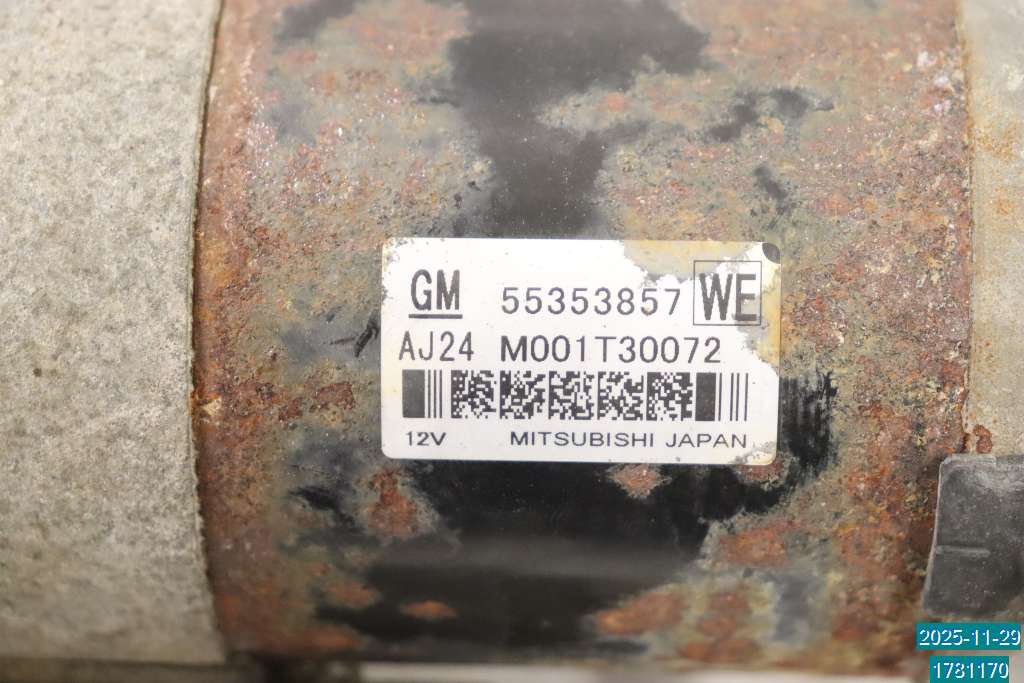 GM 55353857 WE
AJ24 M001T30072
12V MITSUBISHI JAPAN
2025-11-29
1781170